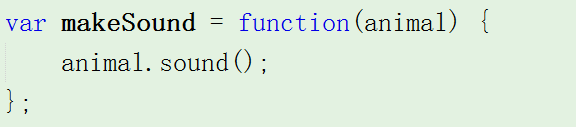 var makeSound = function(animal) {
    animal.sound();
};